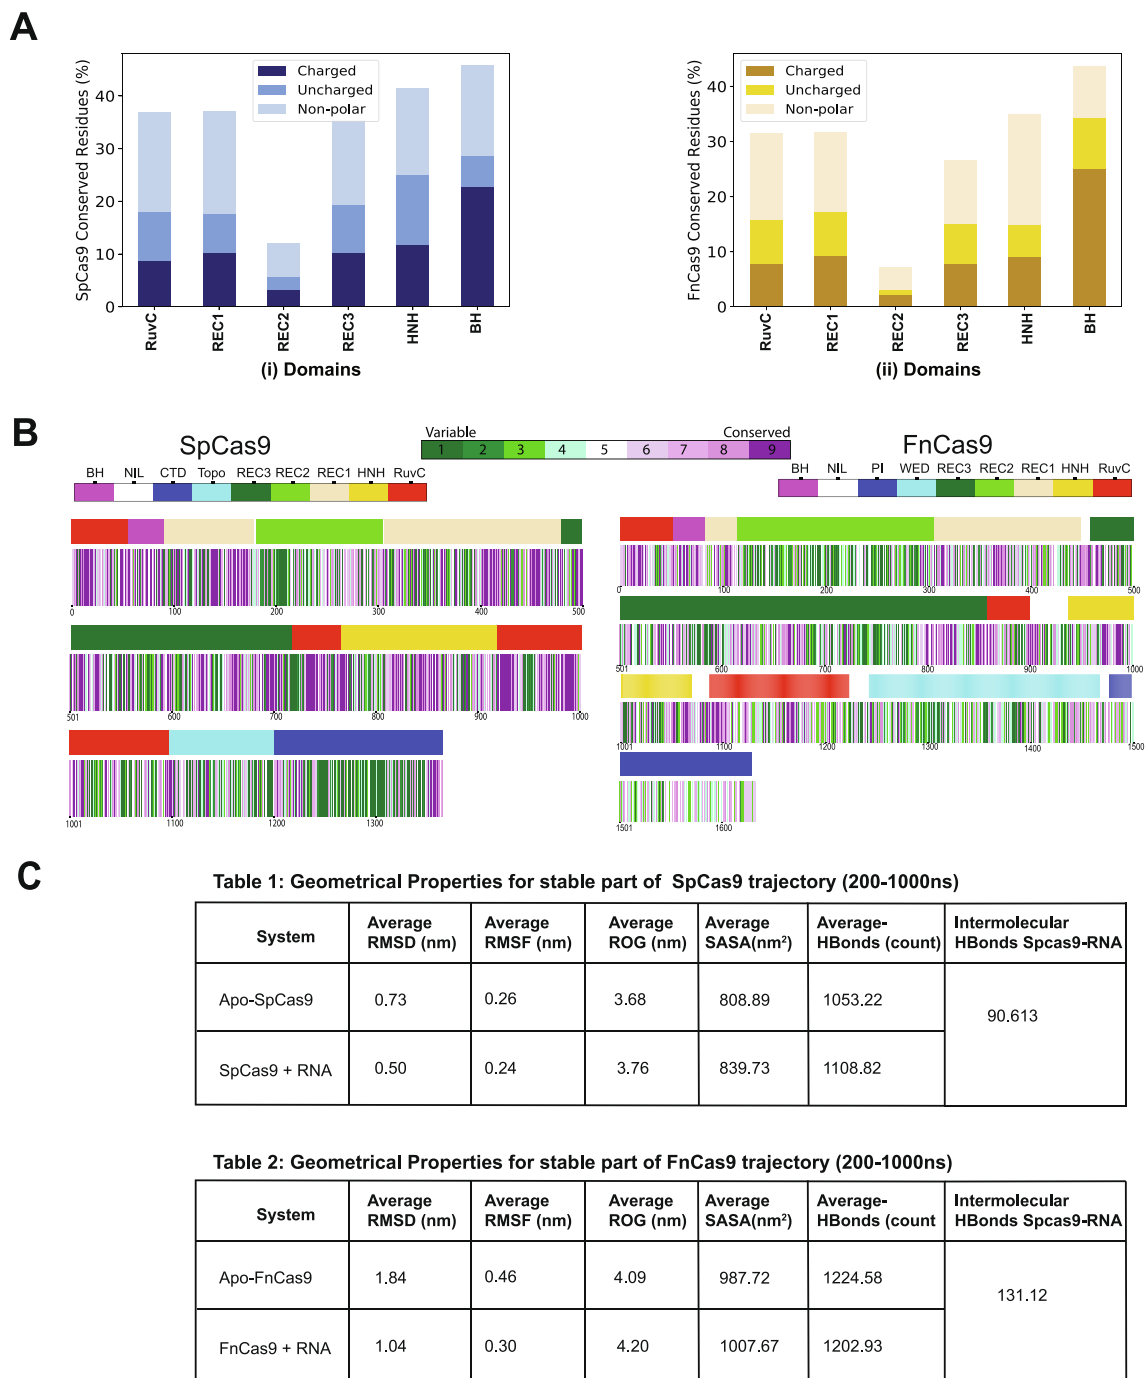 A
SpCas9 Conserved Residues (%)
40
30
20
10
0
Charged
Uncharged
Non-polar
RuvC
REC1
REC2
REC3
HNH
BH
(i) Domains
FnCas9 Conserved Residues (%)
40
30
20
10
0
Charged
Uncharged
Non-polar
RuvC
REC1
REC2
REC3
HNH
BH
(ii) Domains
B
SpCas9
Variable Conserved
1 2 3 4 5 6 7 8 9
FnCas9
BH NIL CTD Topo REC3 REC2 REC1 HNH RuvC
BH NIL PI WED REC3 REC2 REC1 HNH RuvC
0 100 200 300 400 500
501 600 700 800 900 1000
1001 1100 1200 1300
0 100 200 300 400 500
501 600 700 800 900 1000
1001 1100 1200 1300 1400 1500
1501 1600
C
Table 1: Geometrical Properties for stable part of SpCas9 trajectory (200-1000ns)
System Average RMSD (nm) Average RMSF (nm) Average ROG (nm) Average SASA(nm²) Average-HBonds (count) Intermolecular HBonds Spcas9-RNA
Apo-SpCas9 0.73 0.26 3.68 808.89 1053.22 90.613
SpCas9 + RNA 0.50 0.24 3.76 839.73 1108.82
Table 2: Geometrical Properties for stable part of FnCas9 trajectory (200-1000ns)
System Average RMSD (nm) Average RMSF (nm) Average ROG (nm) Average SASA(nm²) Average-HBonds (count Intermolecular HBonds Spcas9-RNA
Apo-FnCas9 1.84 0.46 4.09 987.72 1224.58 131.12
FnCas9 + RNA 1.04 0.30 4.20 1007.67 1202.93